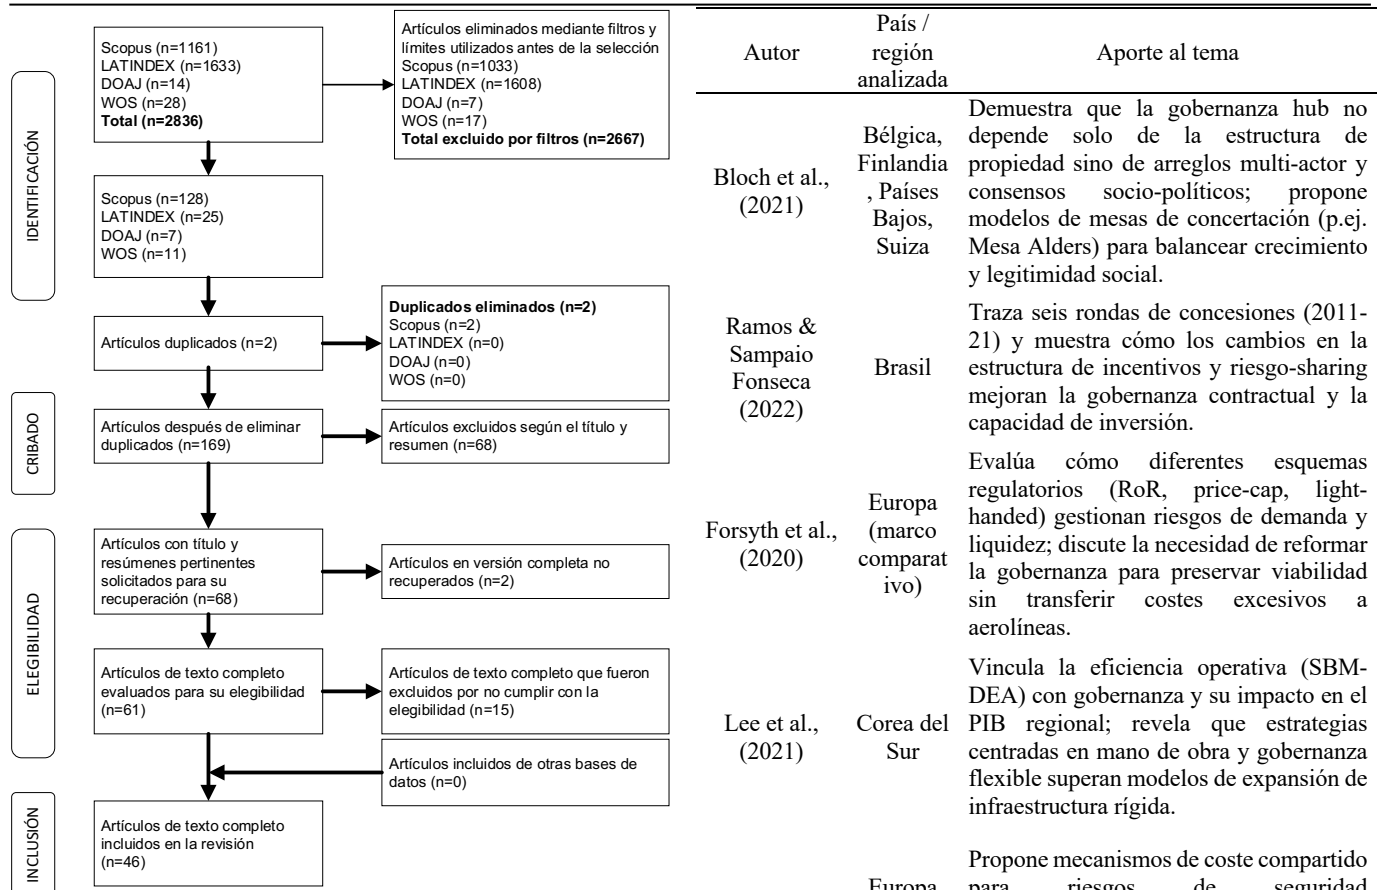 IDENTIFICACIÓN
Scopus (n=1161)
LATINDEX (n=1633)
DOAJ (n=14)
WOS (n=28)
Total (n=2836)
Artículos eliminados mediante filtros y
límites utilizados antes de la selección
Scopus (n=1033)
LATINDEX (n=1608)
DOAJ (n=7)
WOS (n=17)
Total excluido por filtros (n=2667)
Scopus (n=128)
LATINDEX (n=25)
DOAJ (n=7)
WOS (n=11)
Artículos duplicados (n=2)
Duplicados eliminados (n=2)
Scopus (n=2)
LATINDEX (n=0)
DOAJ (n=0)
WOS (n=0)
CRIBADO
Artículos después de eliminar
duplicados (n=169)
Artículos excluidos según el título y
resumen (n=68)
ELEGIBILIDAD
Artículos con título y
resúmenes pertinentes
solicitados para su
recuperación (n=68)
Artículos en versión completa no
recuperados (n=2)
Artículos de texto completo
evaluados para su elegibilidad
(n=61)
Artículos de texto completo que fueron
excluidos por no cumplir con la
elegibilidad (n=15)
Artículos incluidos de otras bases de
datos (n=0)
INCLUSIÓN
Artículos de texto completo
incluidos en la revisión
(n=46)
Autor
País /
región
analizada
Aporte al tema
Bloch et al.,
(2021)
Bélgica,
Finlandia
, Países
Bajos,
Suiza
Demuestra que la gobernanza hub no
depende solo de la estructura de
propiedad sino de arreglos multi-actor y
consensos socio-políticos; propone
modelos de mesas de concertación (p.ej.
Mesa Alders) para balancear crecimiento
y legitimidad social.
Ramos &
Sampaio
Fonseca
(2022)
Brasil
Traza seis rondas de concesiones (2011-
21) y muestra cómo los cambios en la
estructura de incentivos y riesgo-sharing
mejoran la gobernanza contractual y la
capacidad de inversión.
Forsyth et al.,
(2020)
Europa
(marco
comparat
ivo)
Evalúa cómo diferentes esquemas
regulatorios (RoR, price-cap, light-
handed) gestionan riesgos de demanda y
liquidez; discute la necesidad de reformar
la gobernanza para preservar viabilidad
sin transferir costes excesivos a
aerolíneas.
Lee et al.,
(2021)
Corea del
Sur
Vincula la eficiencia operativa (SBM-
DEA) con gobernanza y su impacto en el
PIB regional; revela que estrategias
centradas en mano de obra y gobernanza
flexible superan modelos de expansión de
infraestructura rígida.
Europa
Propone mecanismos de coste compartido
para riesgos de seguridad